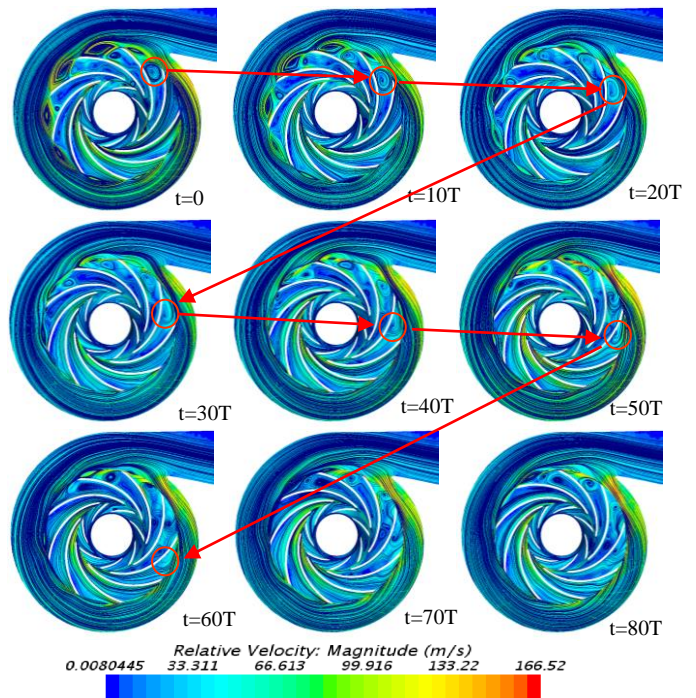 t=0
t=10T
t=20T
t=30T
t=40T
t=50T
t=60T
t=70T
t=80T
Relative Velocity: Magnitude (m/s)
0.0080445 33.311 66.613 99.916 133.22 166.52